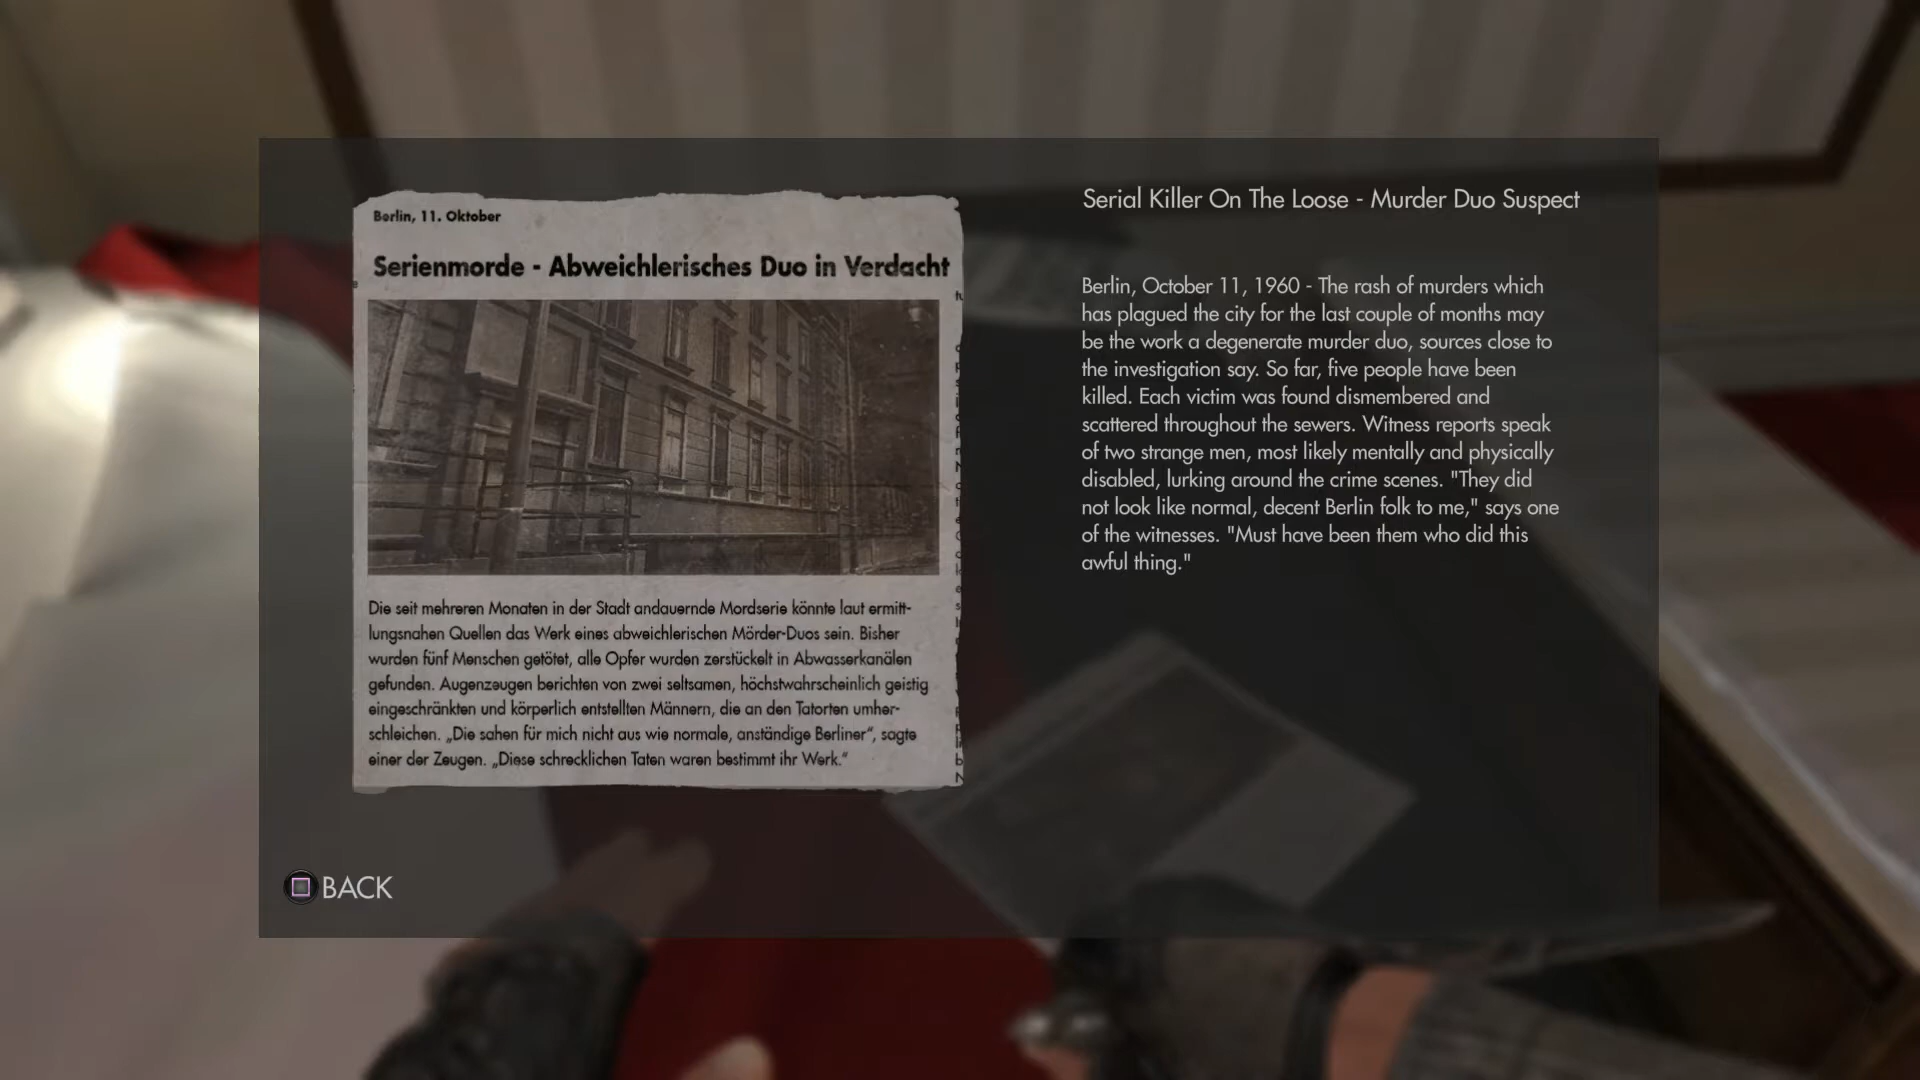 Berlin, 11. Oktober
Serienmorde - Abweichlerisches Duo in Verdacht
Die seit mehreren Monaten in der Stadt andauernde Mordserie könnte laut ermitt-
lungsnahen Quellen das Werk eines abweichlerischen Mörder-Duos sein. Bisher
wurden fünf Menschen getötet, alle Opfer wurden zerstückelt in Abwasserkanälen
gefunden. Augenzeugen berichten von zwei seltsamen, höchstwahrscheinlich geistig
eingeschränkten und körperlich entstellten Männern, die an den Tatorten umher-
schleichen. „Die sahen für mich nicht aus wie normale, anständige Berliner“, sagte
einer der Zeugen. „Diese schrecklichen Taten waren bestimmt ihr Werk.“
Serial Killer On The Loose - Murder Duo Suspect
Berlin, October 11, 1960 - The rash of murders which
has plagued the city for the last couple of months may
be the work a degenerate murder duo, sources close to
the investigation say. So far, five people have been
killed. Each victim was found dismembered and
scattered throughout the sewers. Witness reports speak
of two strange men, most likely mentally and physically
disabled, lurking around the crime scenes. "They did
not look like normal, decent Berlin folk to me," says one
of the witnesses. "Must have been them who did this
awful thing."
BACK